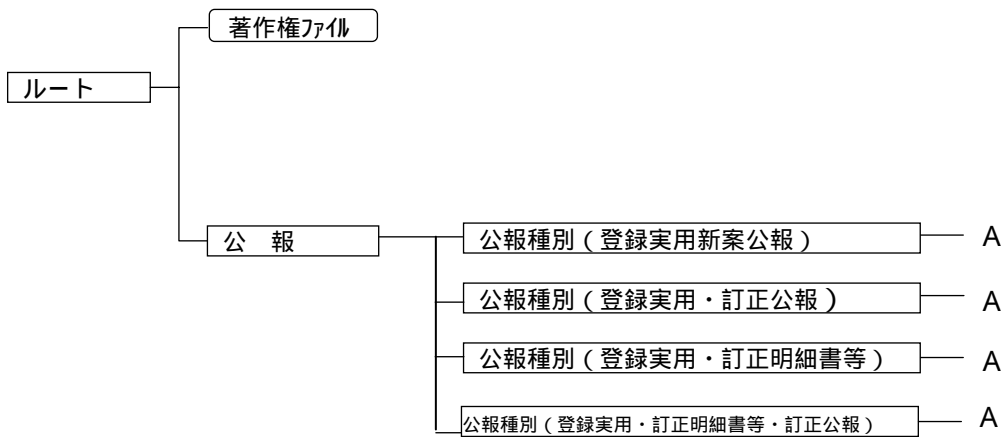 著作権ﾌｧｲﾙ
ルート
公　報
公報種別（登録実用新案公報）
A
公報種別（登録実用・訂正公報）
A
公報種別（登録実用・訂正明細書等）
A
公報種別（登録実用・訂正明細書等・訂正公報）
A